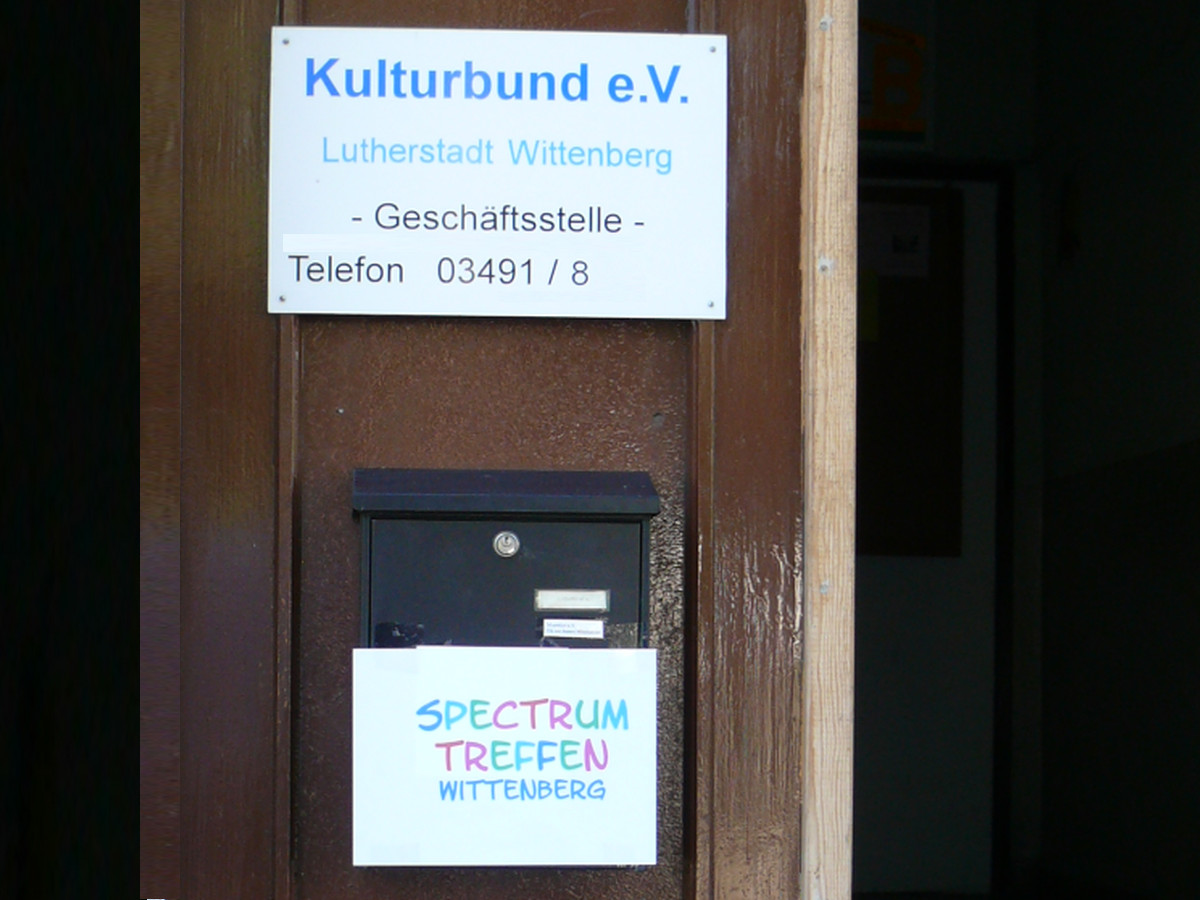 Kulturbund e.V.
Lutherstadt Wittenberg
- Geschäftsstelle -
Telefon 03491 / 8
SPECTRUM
TREFFEN
WITTENBERG